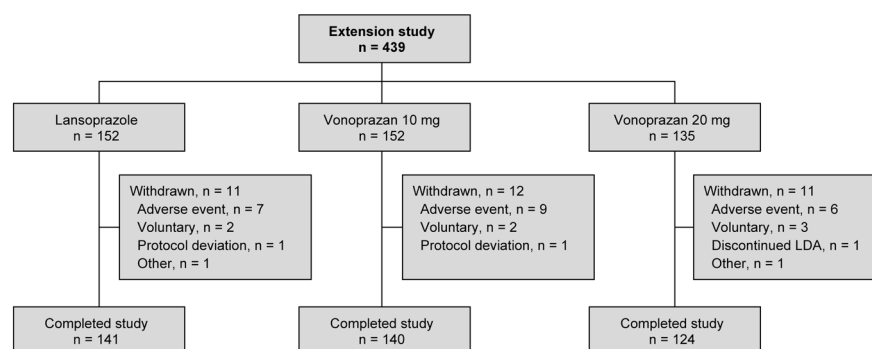 Extension study
n = 439
Lansoprazole
n = 152
Vonoprazan 10 mg
n = 152
Vonoprazan 20 mg
n = 135
Withdrawn, n = 11
Adverse event, n = 7
Voluntary, n = 2
Protocol deviation, n = 1
Other, n = 1
Withdrawn, n = 12
Adverse event, n = 9
Voluntary, n = 2
Protocol deviation, n = 1
Withdrawn, n = 11
Adverse event, n = 6
Voluntary, n = 3
Discontinued LDA, n = 1
Other, n = 1
Completed study
n = 141
Completed study
n = 140
Completed study
n = 124